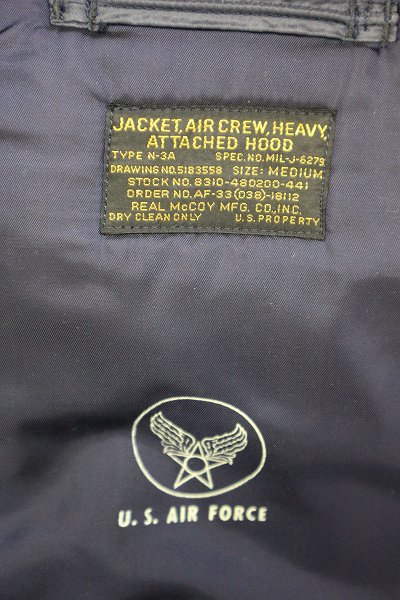 JACKET, AIR CREW, HEAVY,
ATTACHED HOOD
TYPE N-3A SPEC. NO. MIL-J-6279
DRAWING NO. 5183558 SIZE: MEDIUM
STOCK NO. 8310-480200-441
ORDER NO. AF-33(038)-18112
REAL McCOY MFG. CO., INC.
DRY CLEAN ONLY U.S. PROPERTY
U. S. AIR FORCE